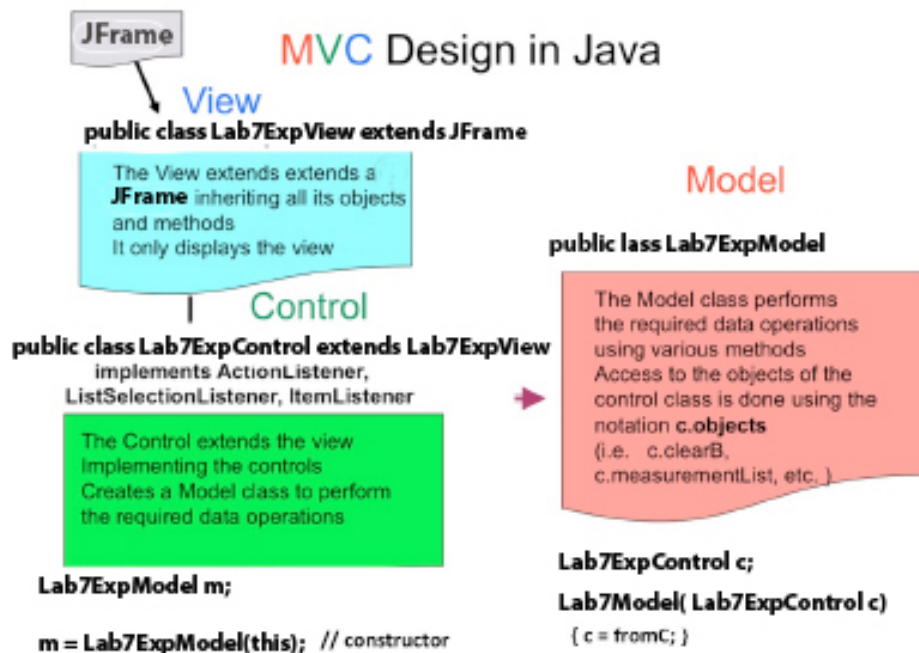 JFrame
MVC Design in Java
View
public class Lab7ExpView extends JFrame
The View extends extends a
JFrame inheriting all its objects
and methods
It only displays the view
Control
public class Lab7ExpControl extends Lab7ExpView
implements ActionListener,
ListSelectionListener, ItemListener
The Control extends the view
Implementing the controls
Creates a Model class to perform
the required data operations
Lab7ExpModel m;
m = Lab7ExpModel(this); // constructor
Model
public lass Lab7ExpModel
The Model class performs
the required data operations
using various methods
Access to the objects of the
control class is done using the
notation c.objects
(i.e. c.clearB,
c.measurementList, etc. )
Lab7ExpControl c;
Lab7Model( Lab7ExpControl c)
{ c = fromC; }